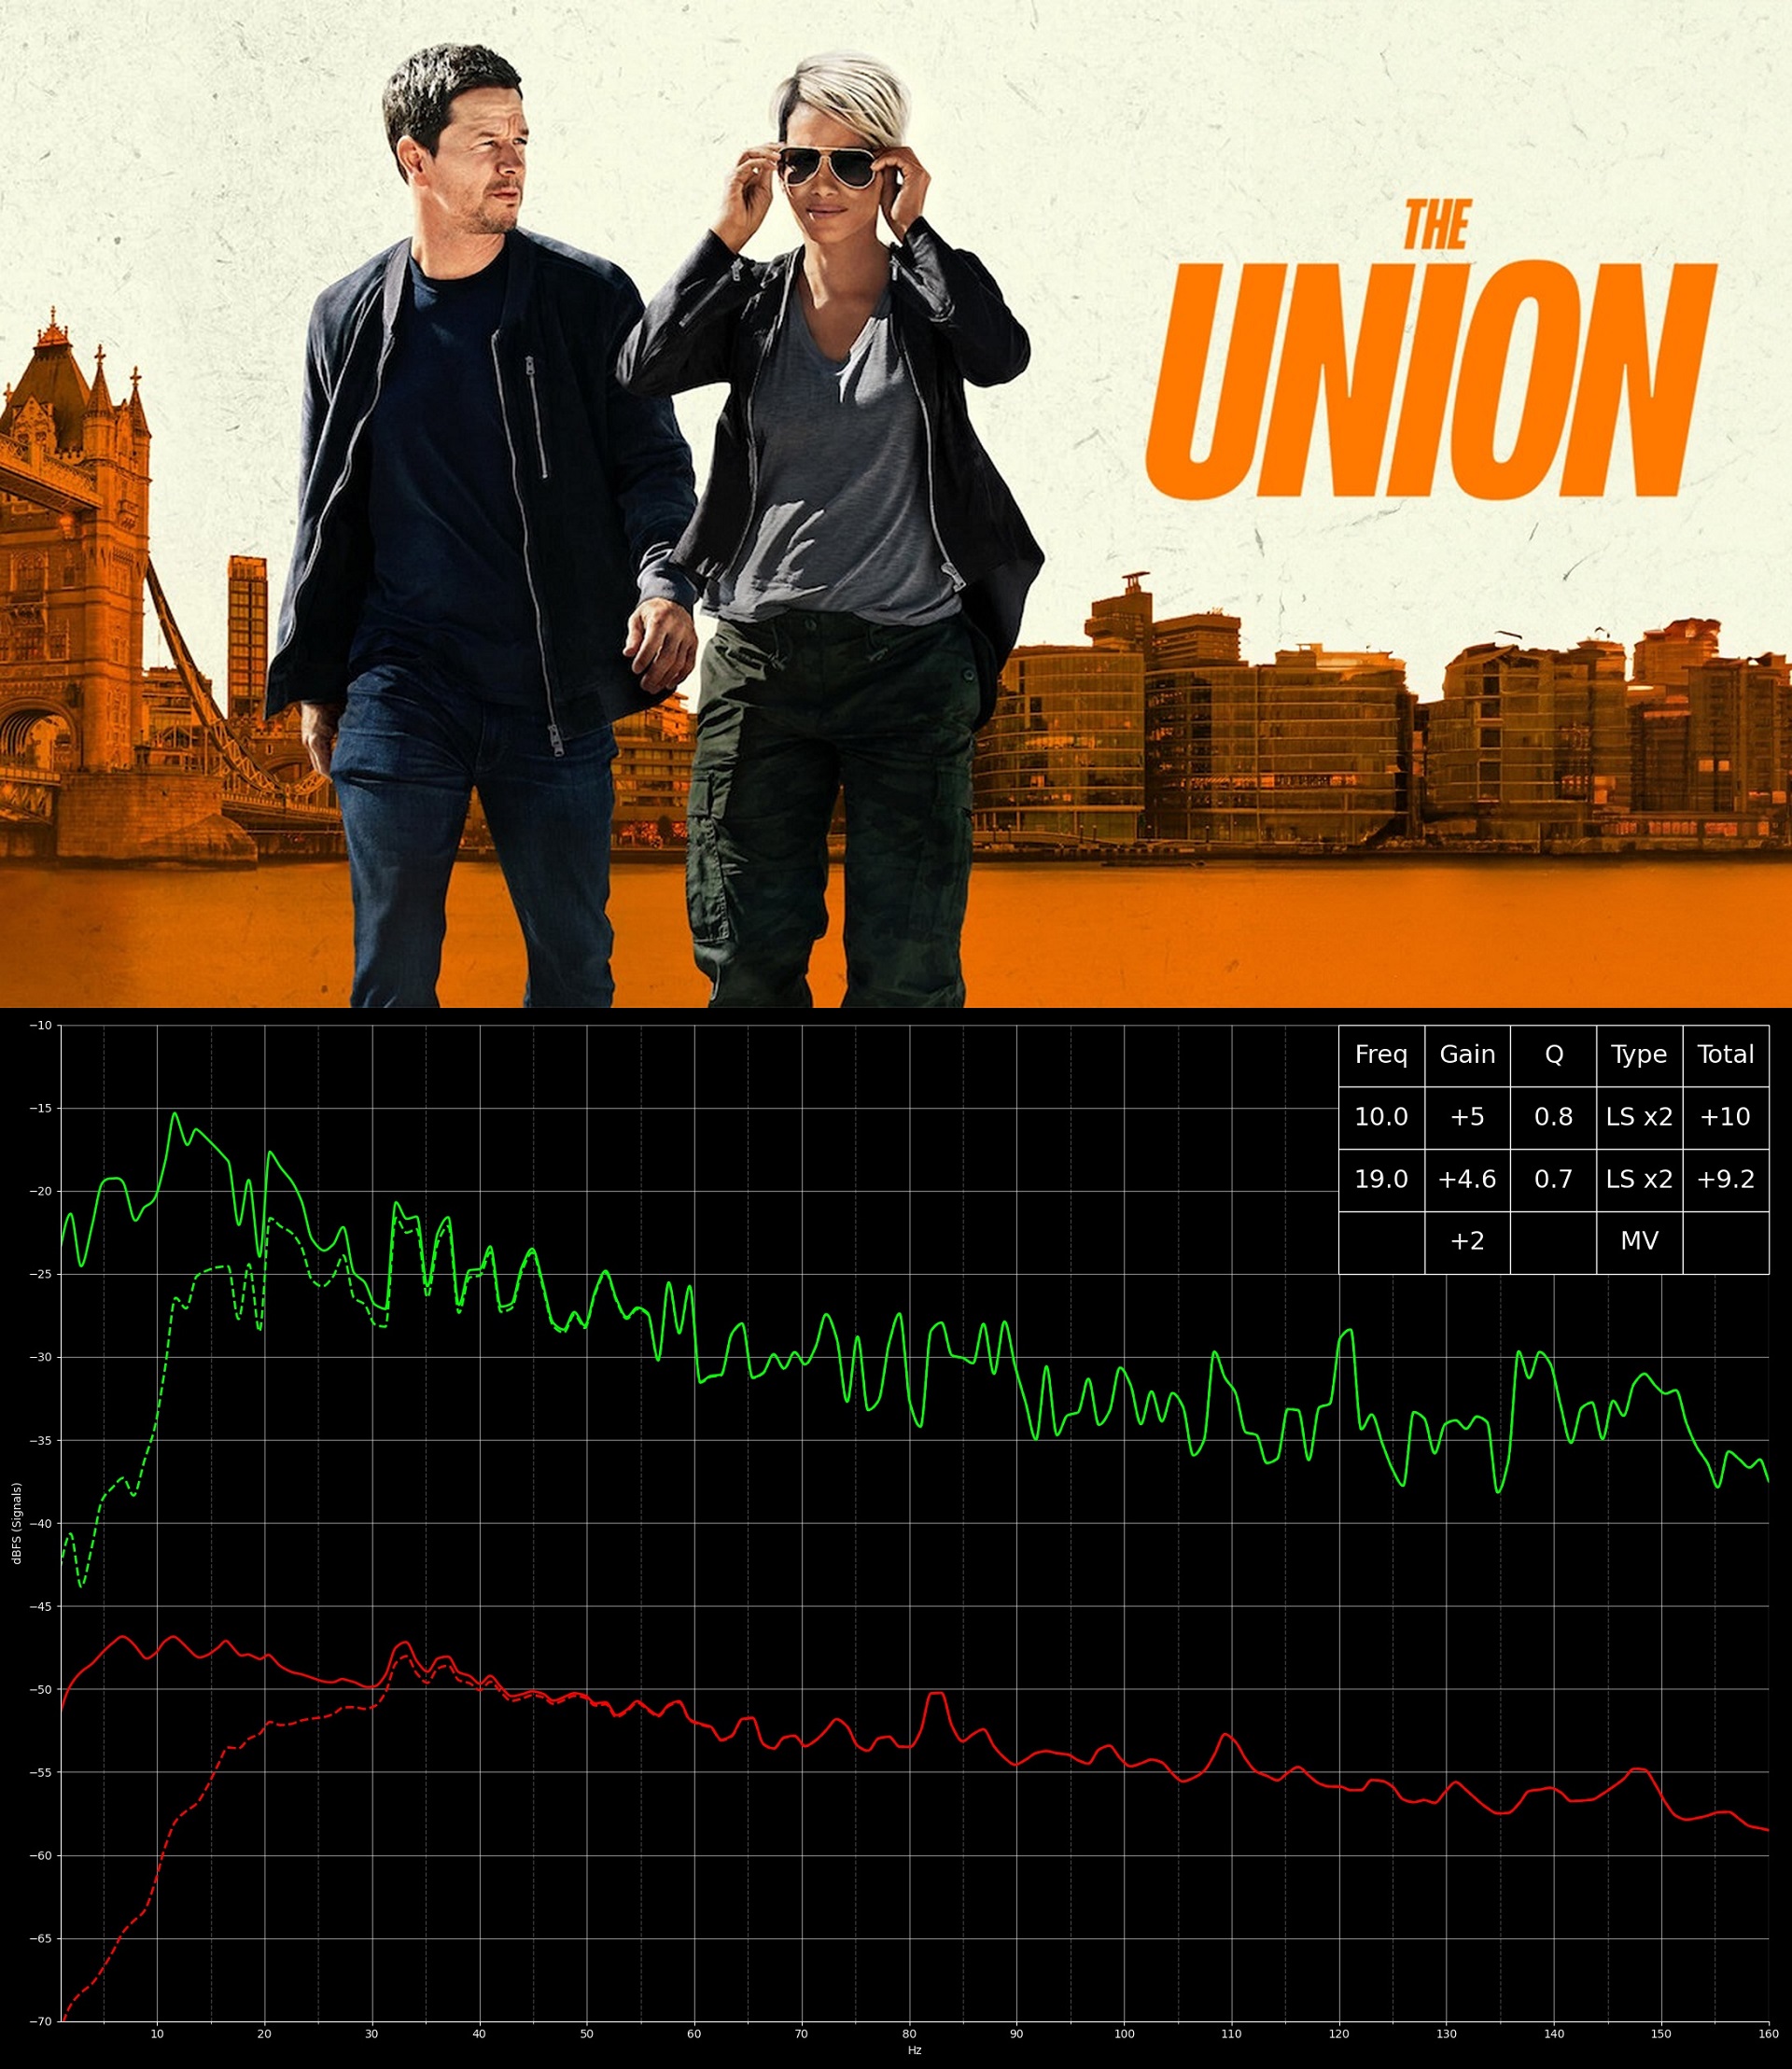 THE
UNION
Freq Gain Q Type Total
10.0 +5 0.8 LS x2 +10
19.0 +4.6 0.7 LS x2 +9.2
+2 MV
−10
−15
−20
−25
−30
−35
−40
−45
−50
−55
−60
−65
−70
dBFS (Signals)
10 20 30 40 50 60 70 80 90 100 110 120 130 140 150 160
Hz